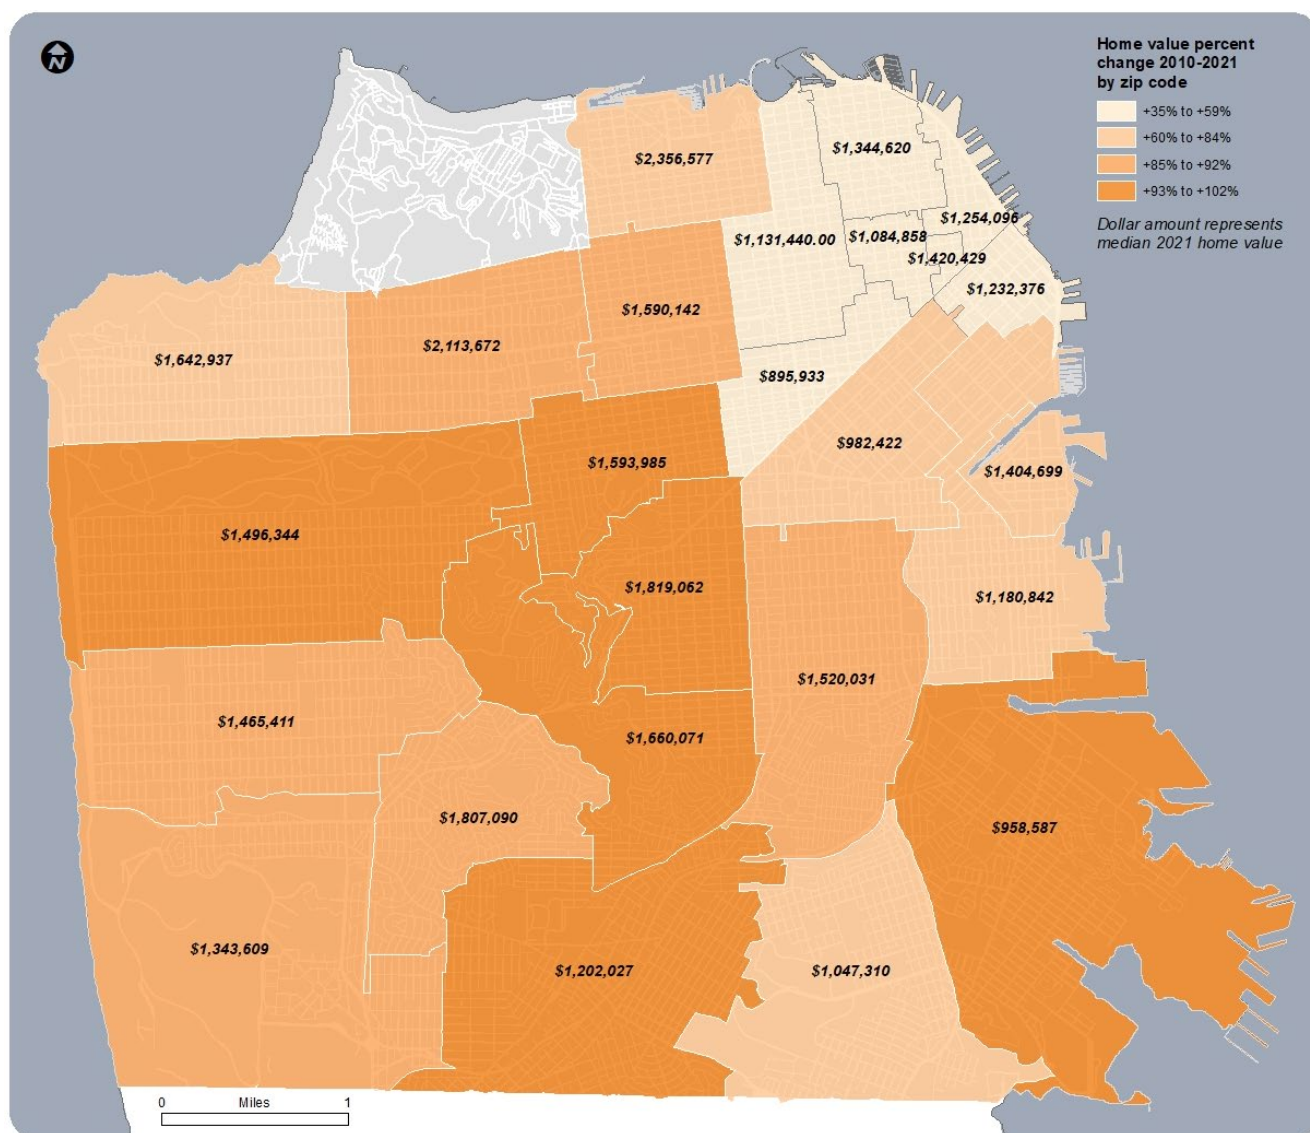 N
Home value percent
change 2010-2021
by zip code
+35% to +59%
+60% to +84%
+85% to +92%
+93% to +102%
Dollar amount represents
median 2021 home value
$2,356,577
$1,344,620
$1,254,096
$1,131,440.00
$1,084,858
$1,420,429
$1,232,376
$1,590,142
$2,113,672
$1,642,937
$895,933
$982,422
$1,593,985
$1,404,699
$1,496,344
$1,819,062
$1,180,842
$1,520,031
$1,465,411
$1,660,071
$1,807,090
$958,587
$1,343,609
$1,202,027
$1,047,310
0 Miles 1